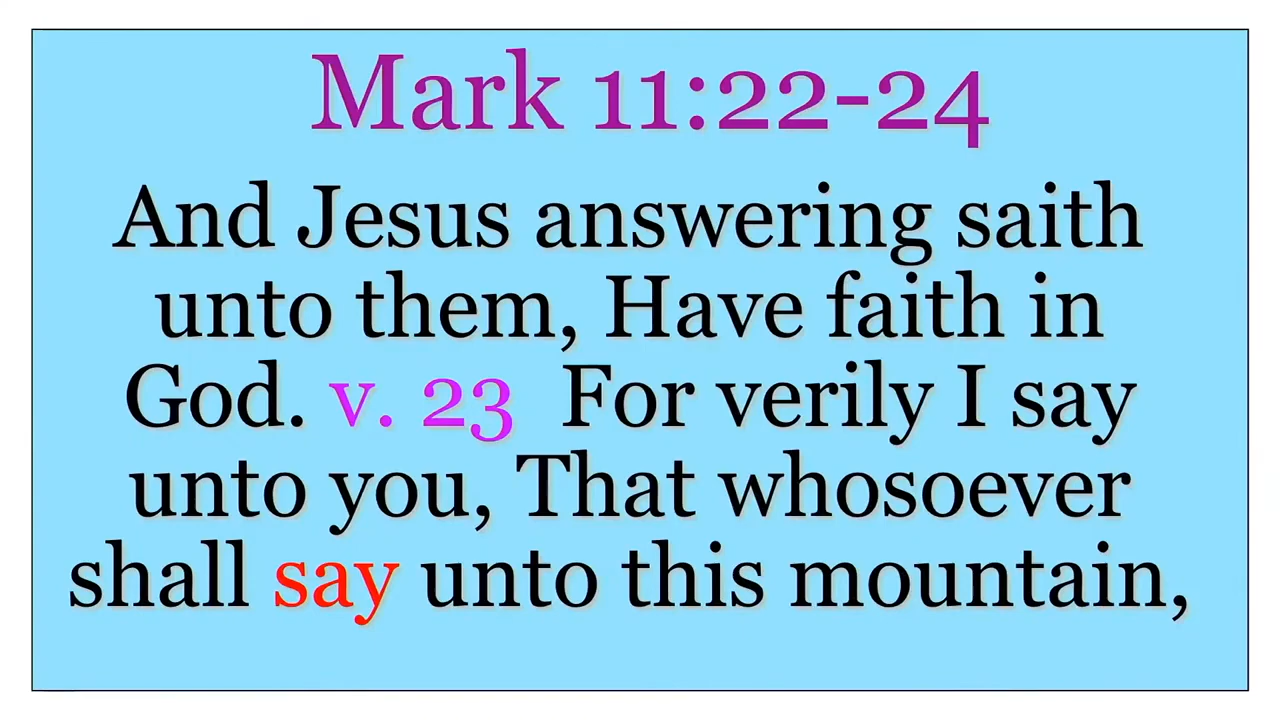 Mark 11:22-24
And Jesus answering saith
unto them, Have faith in
God. v. 23 For verily I say
unto you, That whosoever
shall say unto this mountain,